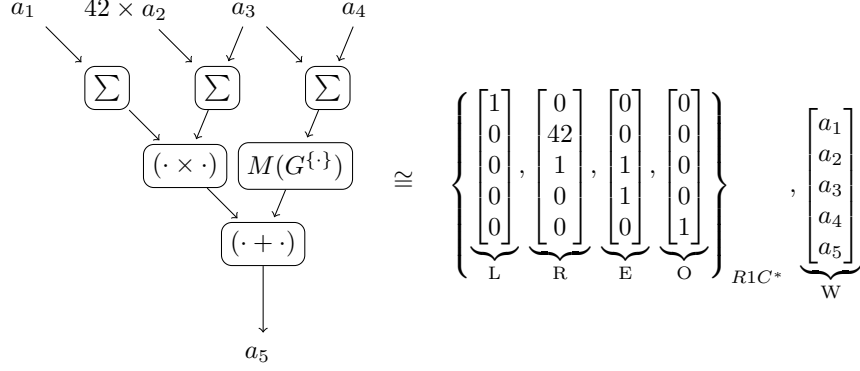 a₁ 42 × a₂ a₃ a₄
∑ ∑ ∑
(· × ·) M(G^{·})
(· + ·)
a₅
≅
{ [1 0 0 0 0], [0 42 1 0 0], [0 0 1 1 0], [0 0 0 0 1] }R1C* , [a₁ a₂ a₃ a₄ a₅]
L R E O W